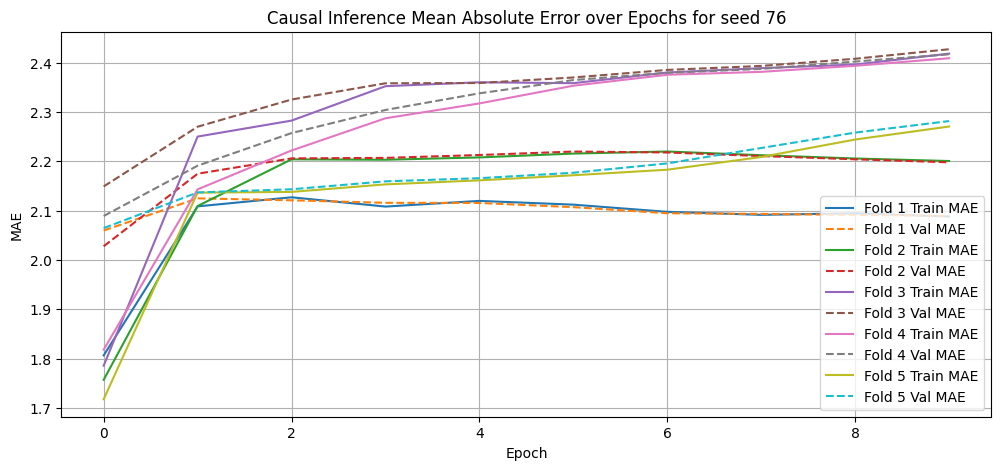 Causal Inference Mean Absolute Error over Epochs for seed 76
MAE
2.4
2.3
2.2
2.1
2.0
1.9
1.8
1.7
0
2
4
6
8
Epoch
Fold 1 Train MAE
Fold 1 Val MAE
Fold 2 Train MAE
Fold 2 Val MAE
Fold 3 Train MAE
Fold 3 Val MAE
Fold 4 Train MAE
Fold 4 Val MAE
Fold 5 Train MAE
Fold 5 Val MAE